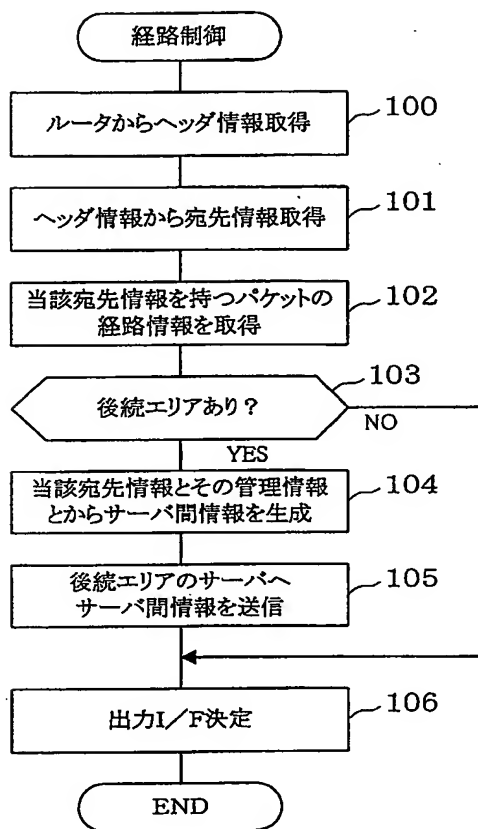 経路制御
ルータからヘッダ情報取得
100
ヘッダ情報から宛先情報取得
101
当該宛先情報を持つパケットの
経路情報を取得
102
後続エリアあり?
103
NO
YES
当該宛先情報とその管理情報
とからサーバ間情報を生成
104
後続エリアのサーバへ
サーバ間情報を送信
105
出力I/F決定
106
END